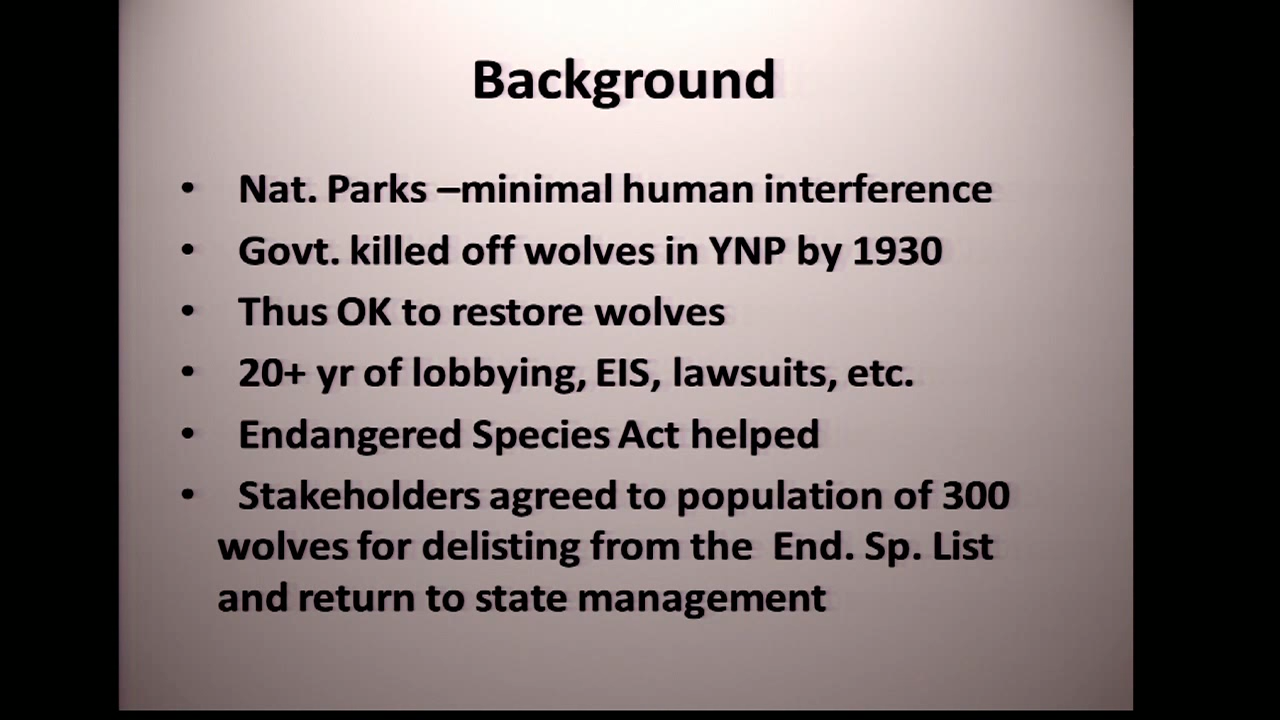 Background
• Nat. Parks –minimal human interference
• Govt. killed off wolves in YNP by 1930
• Thus OK to restore wolves
• 20+ yr of lobbying, EIS, lawsuits, etc.
• Endangered Species Act helped
• Stakeholders agreed to population of 300
wolves for delisting from the End. Sp. List
and return to state management